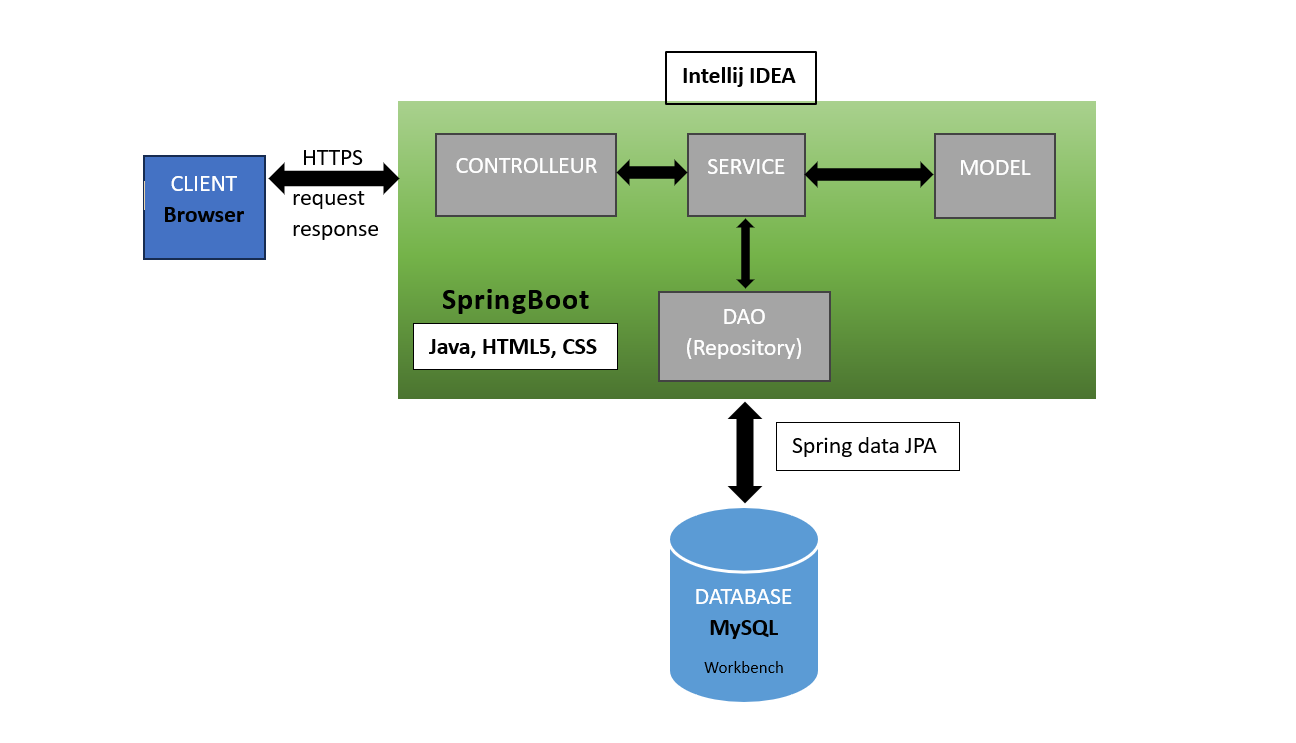 Intellij IDEA
CLIENT
Browser
HTTPS
request
response
CONTROLLEUR
SERVICE
MODEL
SpringBoot
Java, HTML5, CSS
DAO
(Repository)
Spring data JPA
DATABASE
MySQL
Workbench